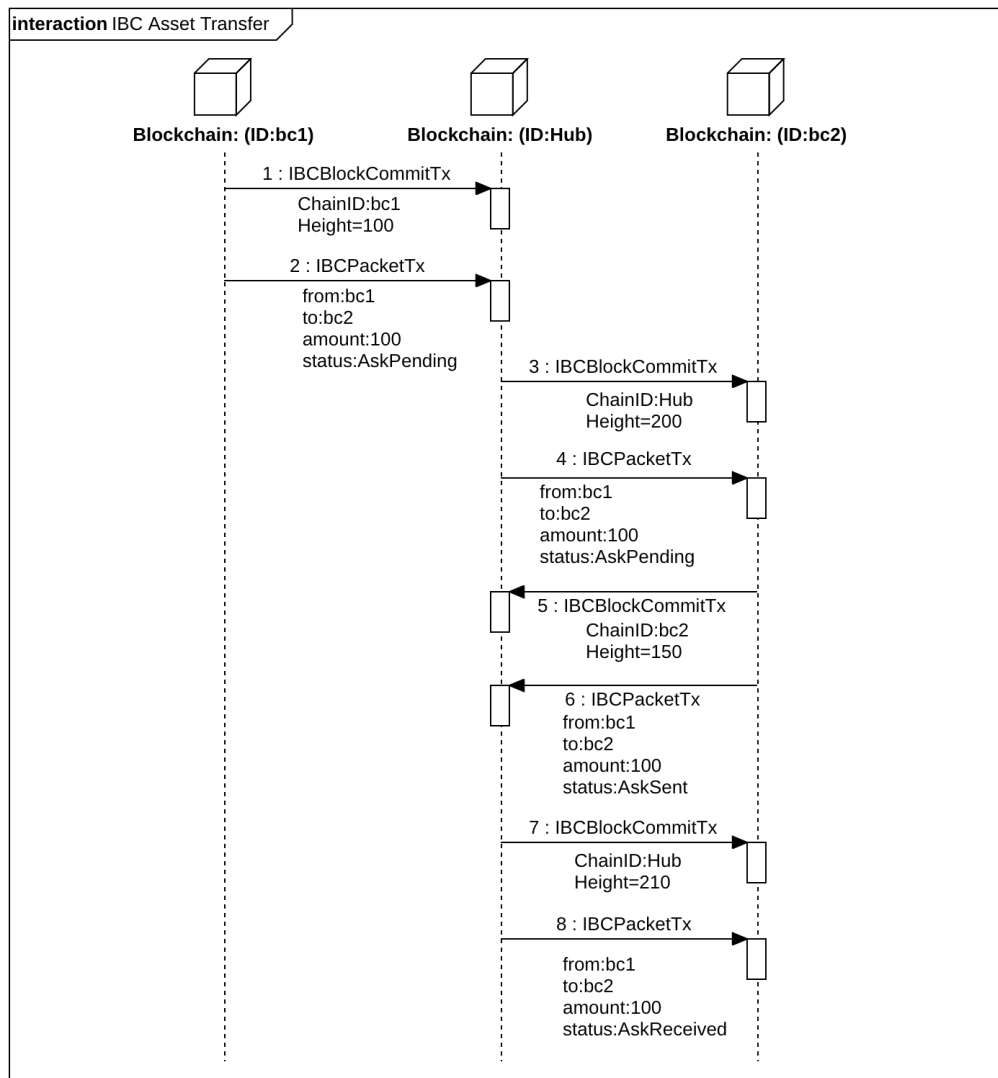 interaction IBC Asset Transfer
Blockchain: (ID:bc1)
Blockchain: (ID:Hub)
Blockchain: (ID:bc2)
1 : IBCBlockCommitTx
ChainID:bc1
Height=100
2 : IBCPacketTx
from:bc1
to:bc2
amount:100
status:AskPending
3 : IBCBlockCommitTx
ChainID:Hub
Height=200
4 : IBCPacketTx
from:bc1
to:bc2
amount:100
status:AskPending
5 : IBCBlockCommitTx
ChainID:bc2
Height=150
6 : IBCPacketTx
from:bc1
to:bc2
amount:100
status:AskSent
7 : IBCBlockCommitTx
ChainID:Hub
Height=210
8 : IBCPacketTx
from:bc1
to:bc2
amount:100
status:AskReceived